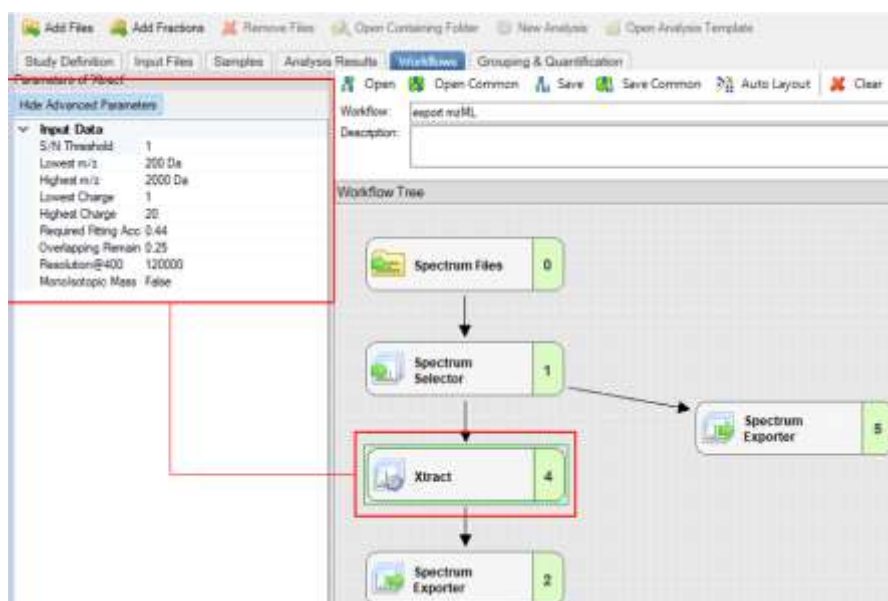 Add Files Add Fractions Remove Files Open Containing Folder New Analysis Open Analysis Template
Study Definition Input Files Samples Analysis Results Workflows Grouping & Quantification
Parameters of 'Xtract'
Hide Advanced Parameters
Input Data
S/N Threshold 1
Lowest m/z 200 Da
Highest m/z 2000 Da
Lowest Charge 1
Highest Charge 20
Required Fitting Acc 0.44
Overlapping Remain 0.25
Resolution@400 120000
Monoisotopic Mass False
Open Open Common Save Save Common Auto Layout Clear
Workflow: export mzML
Description:
Workflow Tree
Spectrum Files 0
Spectrum Selector 1
Spectrum Exporter 5
Xtract 4
Spectrum Exporter 2